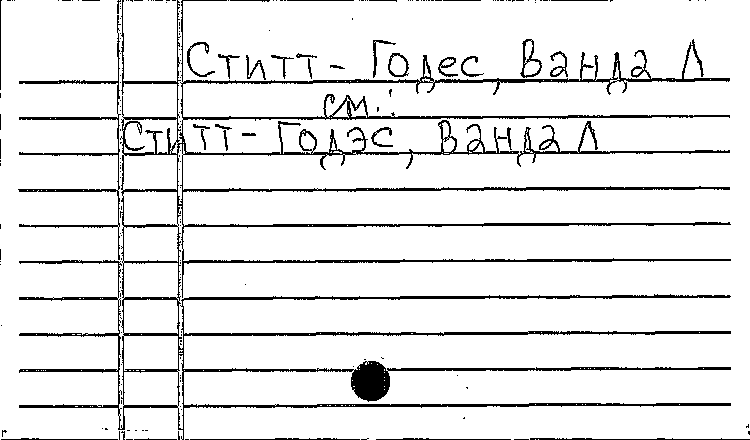 Ститт - Годес, Ванда Л
см.:
Ститт - Годэс, Ванда Л